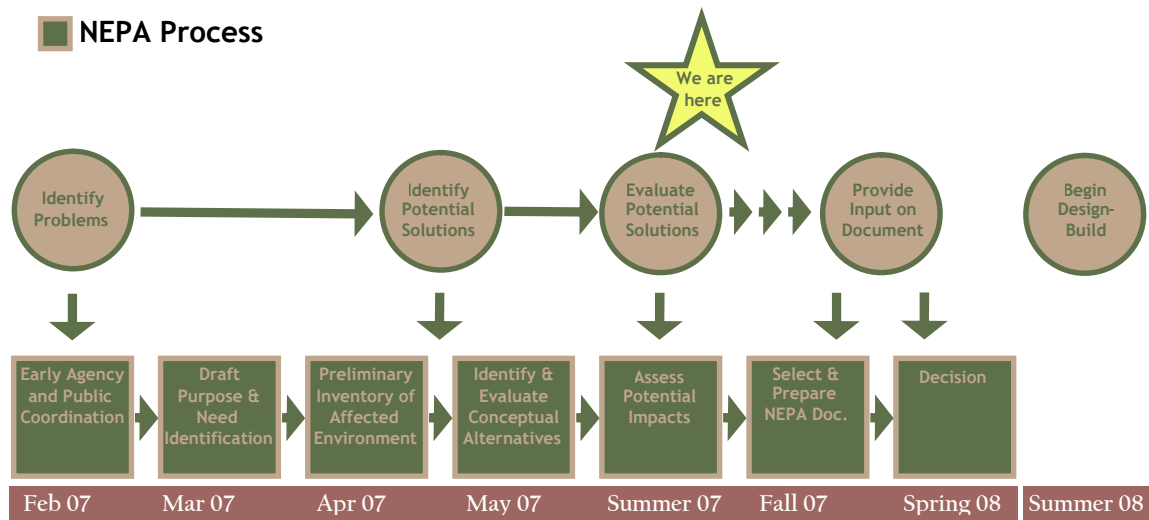 NEPA Process
We are
here
Identify
Problems
Identify
Potential
Solutions
Evaluate
Potential
Solutions
Provide
Input on
Document
Begin
Design-
Build
Early Agency
and Public
Coordination
Draft
Purpose &
Need
Identification
Preliminary
Inventory of
Affected
Environment
Identify &
Evaluate
Conceptual
Alternatives
Assess
Potential
Impacts
Select &
Prepare
NEPA Doc.
Decision
Feb 07
Mar 07
Apr 07
May 07
Summer 07
Fall 07
Spring 08
Summer 08